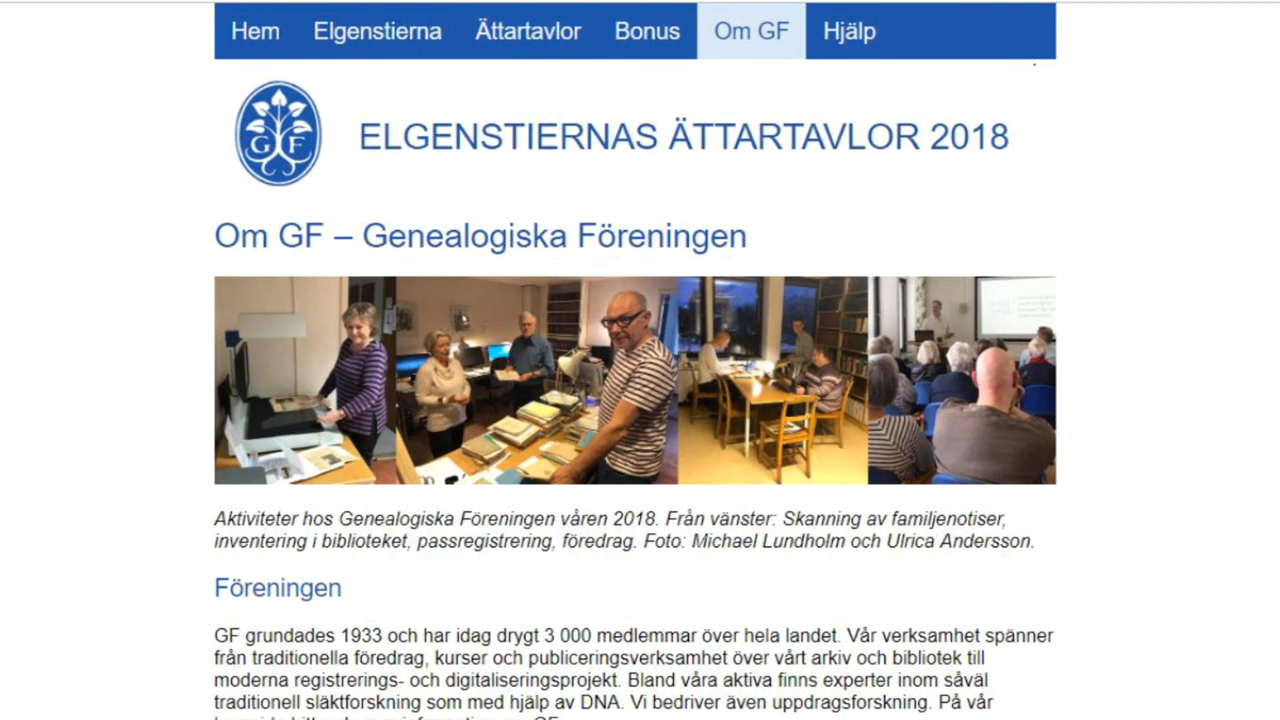 Hem Elgenstierna Ättartavlor Bonus Om GF Hjälp
G F
ELGENSTIERNAS ÄTTARTAVLOR 2018
Om GF – Genealogiska Föreningen
Aktiviteter hos Genealogiska Föreningen våren 2018. Från vänster: Skanning av familjenotiser,
inventering i biblioteket, passregistrering, föredrag. Foto: Michael Lundholm och Ulrica Andersson.
Föreningen
GF grundades 1933 och har idag drygt 3 000 medlemmar över hela landet. Vår verksamhet spänner
från traditionella föredrag, kurser och publiceringsverksamhet över vårt arkiv och bibliotek till
moderna registrerings- och digitaliseringsprojekt. Bland våra aktiva finns experter inom såväl
traditionell släktforskning som med hjälp av DNA. Vi bedriver även uppdragsforskning. På vår